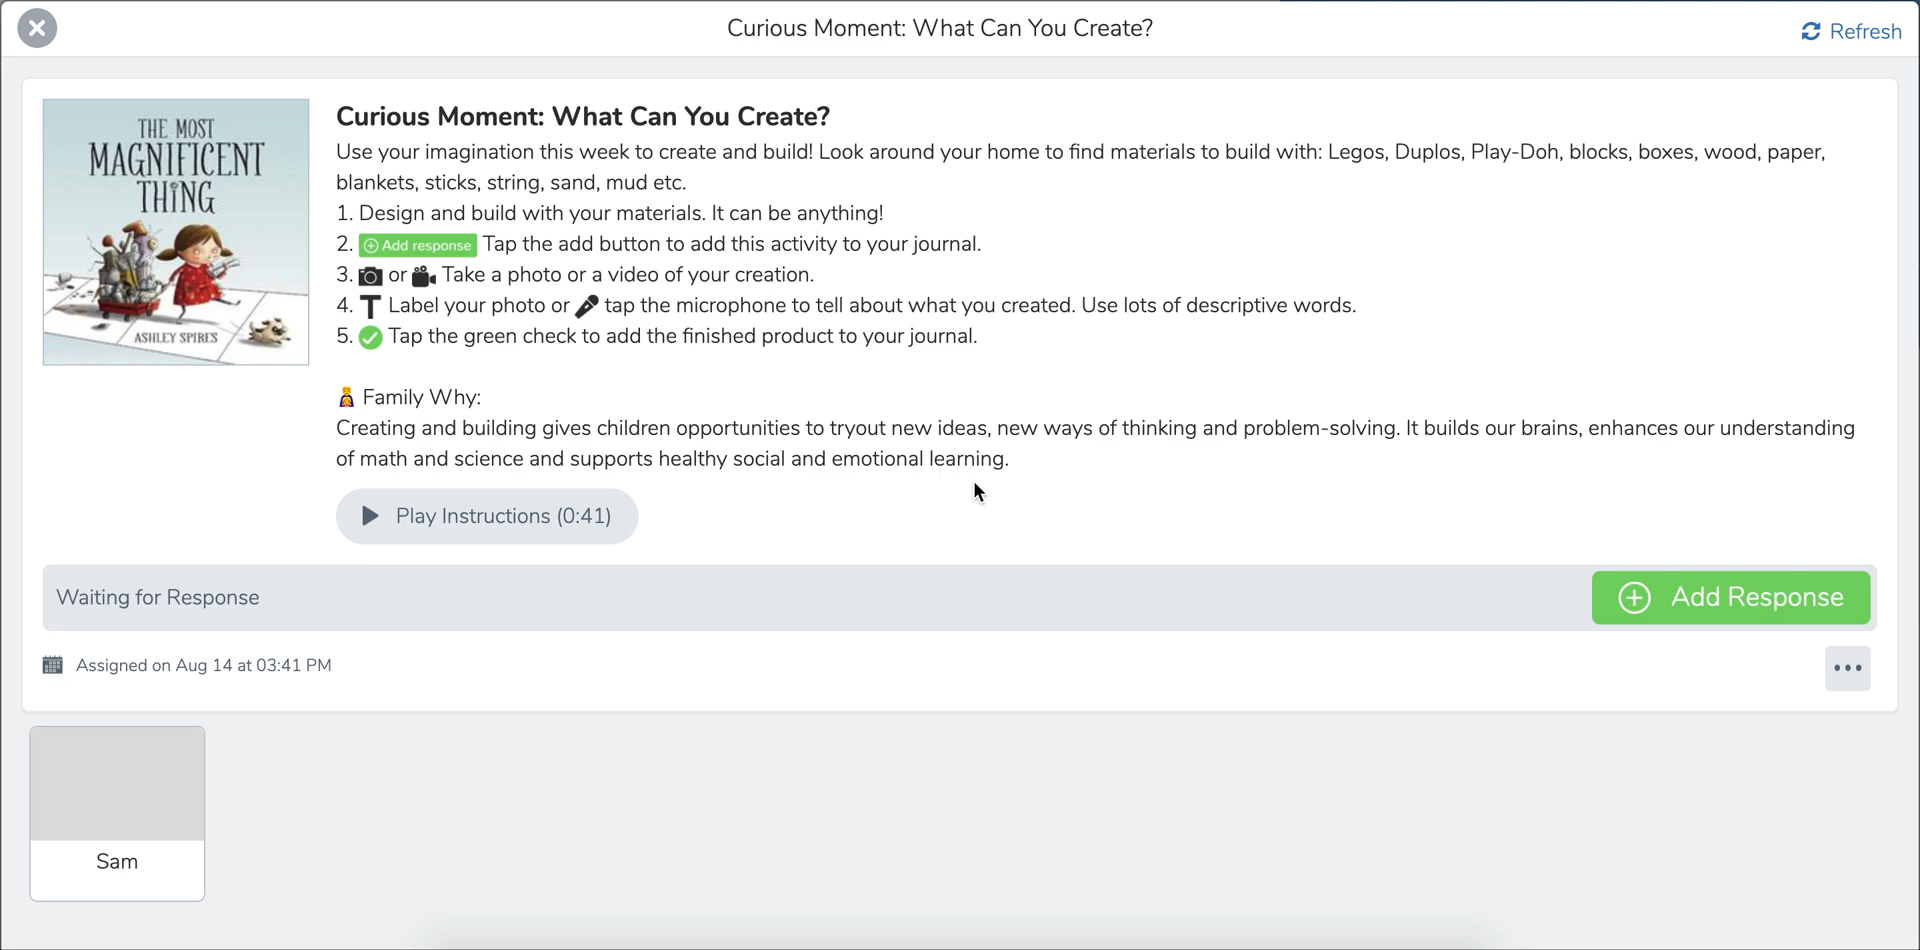 Curious Moment: What Can You Create?
Refresh
THE MOST
MAGNIFICENT
THiNG
ASHLEY SPIRES
Curious Moment: What Can You Create?
Use your imagination this week to create and build! Look around your home to find materials to build with: Legos, Duplos, Play-Doh, blocks, boxes, wood, paper,
blankets, sticks, string, sand, mud etc.
1. Design and build with your materials. It can be anything!
2. Add response Tap the add button to add this activity to your journal.
3. or Take a photo or a video of your creation.
4. T Label your photo or tap the microphone to tell about what you created. Use lots of descriptive words.
5. Tap the green check to add the finished product to your journal.
Family Why:
Creating and building gives children opportunities to tryout new ideas, new ways of thinking and problem-solving. It builds our brains, enhances our understanding
of math and science and supports healthy social and emotional learning.
Play Instructions (0:41)
Waiting for Response
Add Response
Assigned on Aug 14 at 03:41 PM
Sam